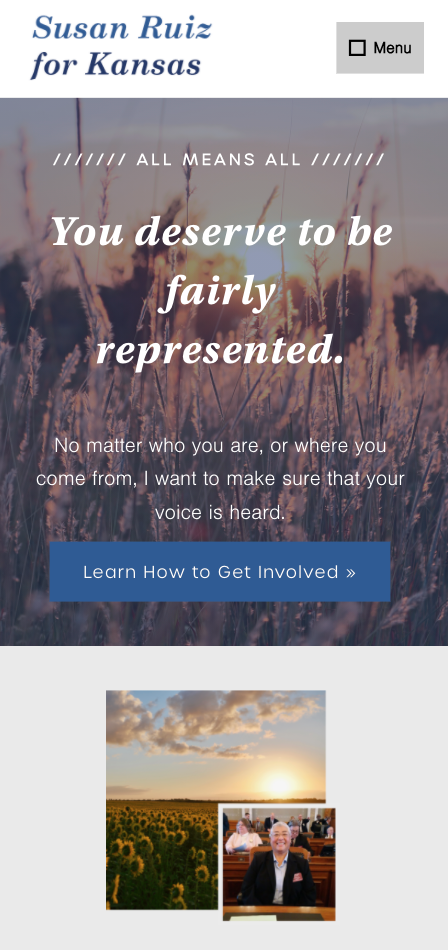 Susan Ruiz
for Kansas
Menu
/////// ALL MEANS ALL ///////
You deserve to be
fairly
represented.
No matter who you are, or where you
come from, I want to make sure that your
voice is heard.
Learn How to Get Involved »